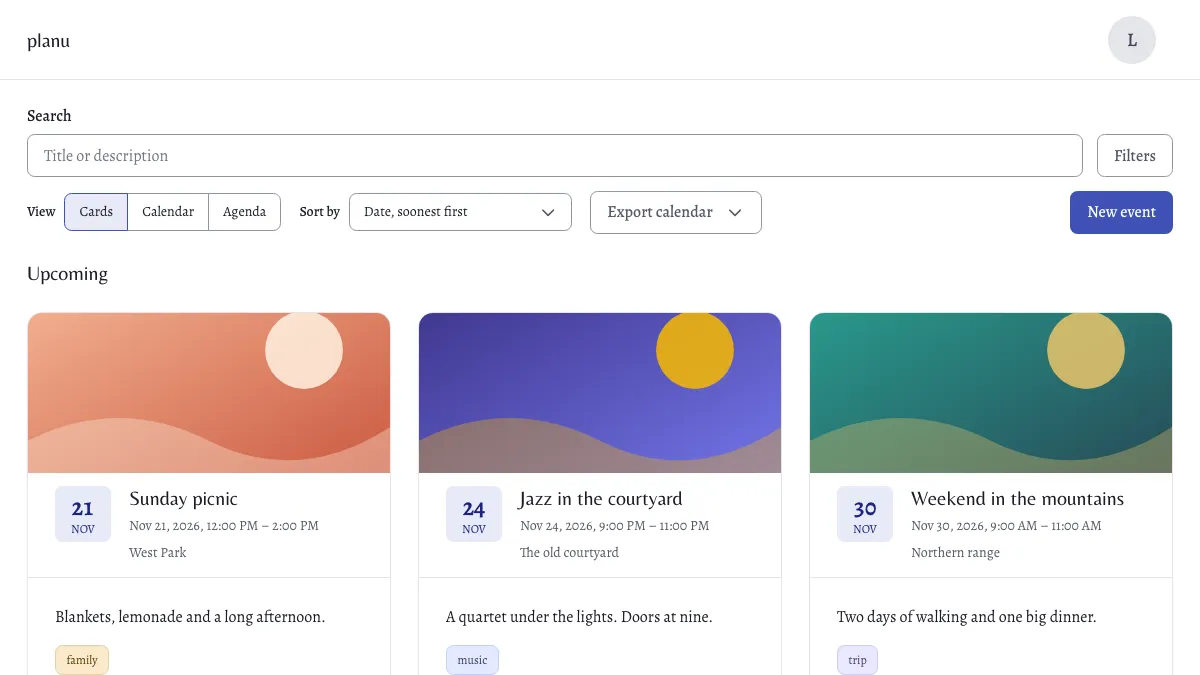 planu
L
Search
Title or description
Filters
View
Cards
Calendar
Agenda
Sort by
Date, soonest first
Export calendar
New event
Upcoming
21
NOV
Sunday picnic
Nov 21, 2026, 12:00 PM – 2:00 PM
West Park
Blankets, lemonade and a long afternoon.
family
24
NOV
Jazz in the courtyard
Nov 24, 2026, 9:00 PM – 11:00 PM
The old courtyard
A quartet under the lights. Doors at nine.
music
30
NOV
Weekend in the mountains
Nov 30, 2026, 9:00 AM – 11:00 AM
Northern range
Two days of walking and one big dinner.
trip